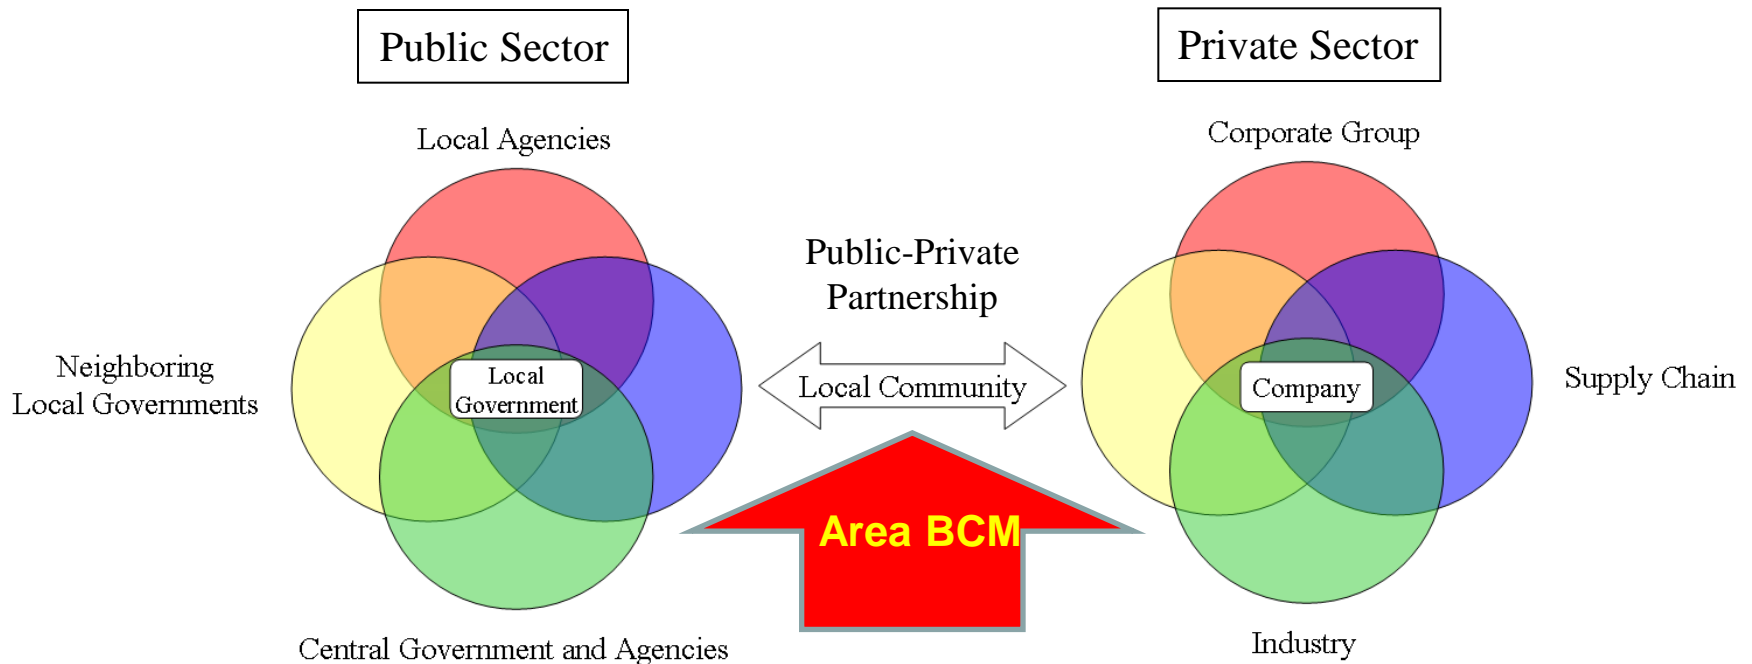 Public Sector
Private Sector
Local Agencies
Corporate Group
Public-Private
Partnership
Neighboring
Local Governments
Local
Government
Local Community
Company
Supply Chain
Area BCM
Central Government and Agencies
Industry